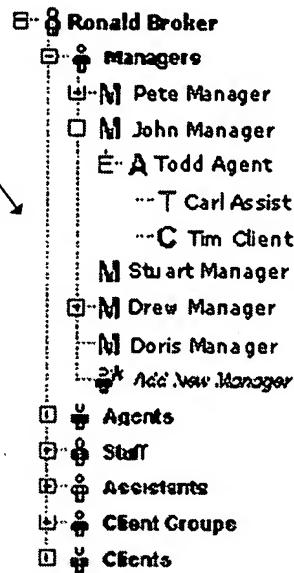 Ronald Broker
Managers
M Pete Manager
M John Manager
A Todd Agent
T Carl Assist
C Tim Client
M Stuart Manager
M Drew Manager
M Doris Manager
Add New Manager
Agents
Staff
Assistants
Client Groups
Clients